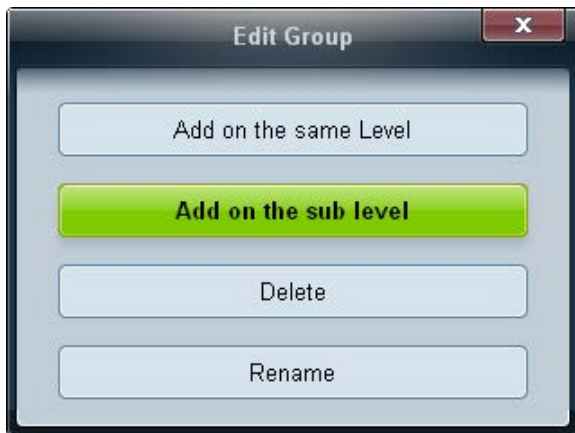 Edit Group
x
Add on the same Level
Add on the sub level
Delete
Rename